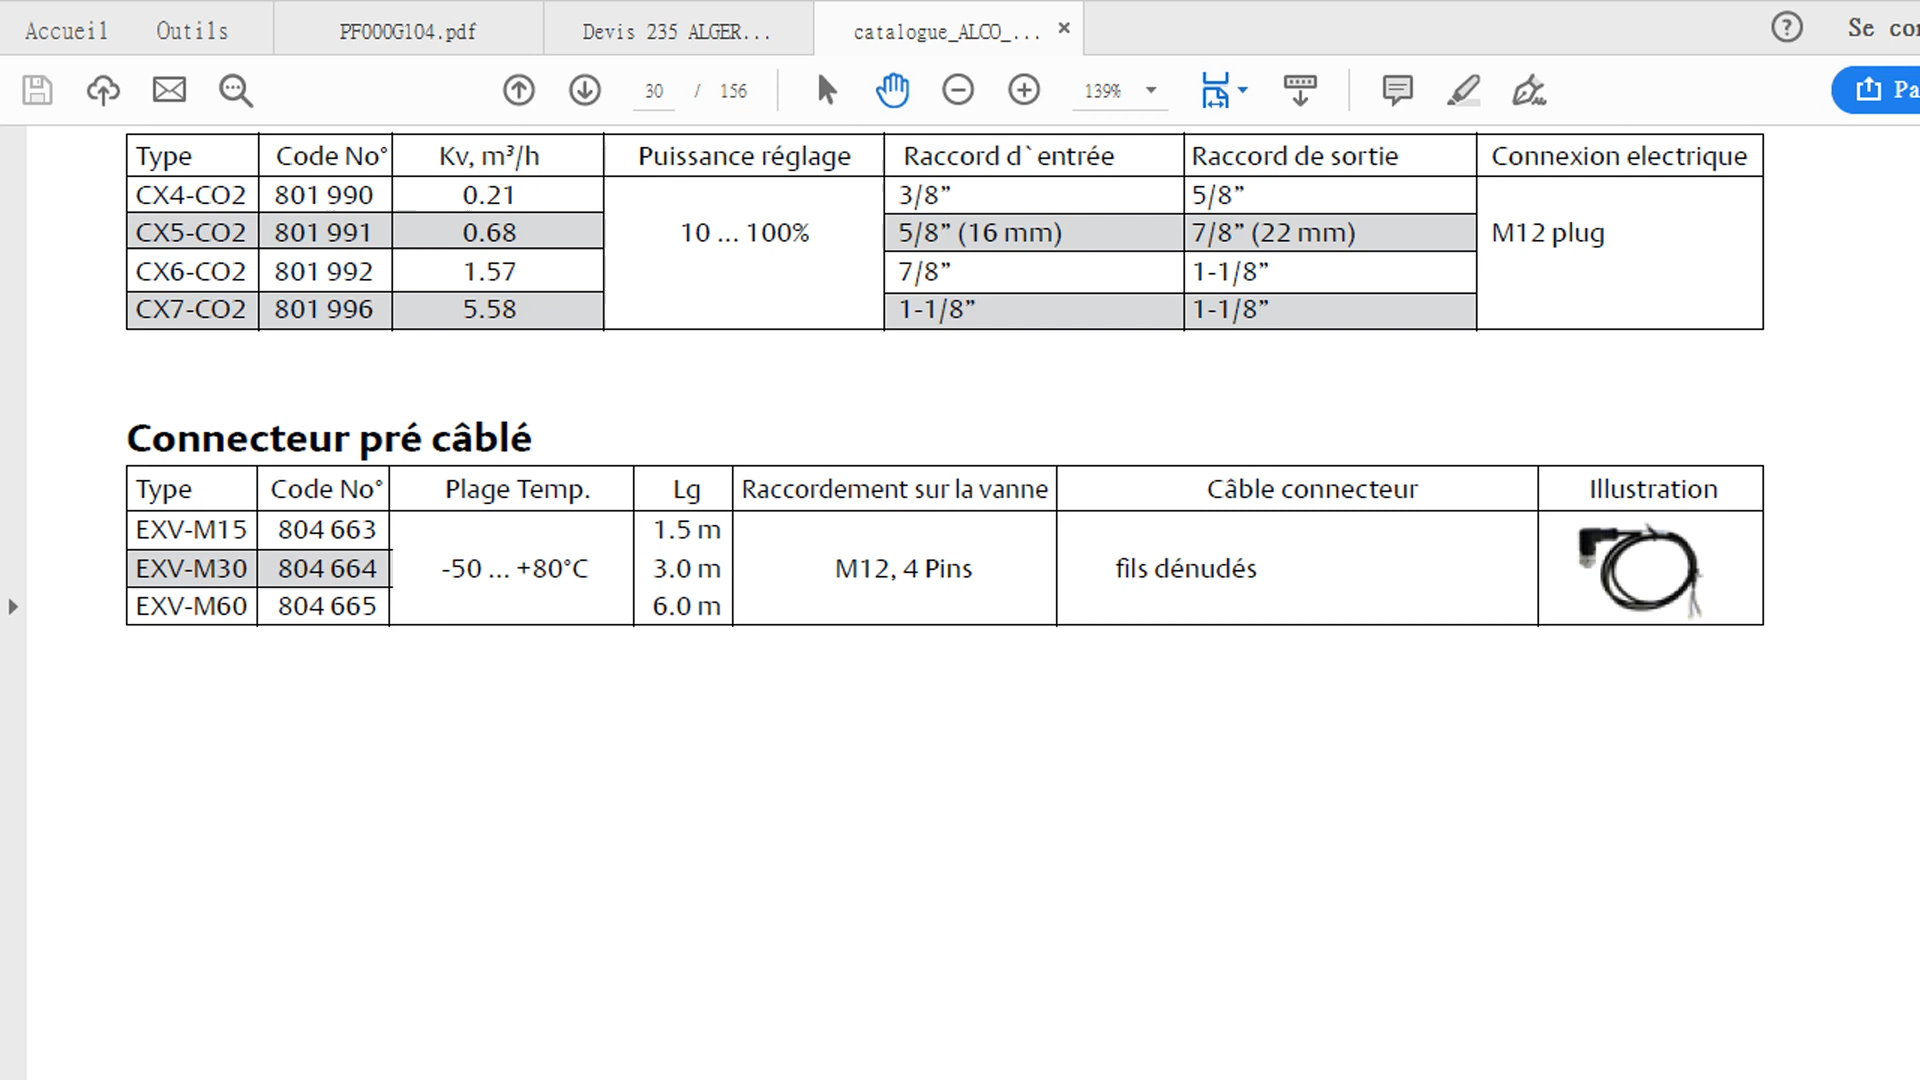 Accueil Outils PF000G104.pdf Devis 235 ALGER... catalogue_ALCO_... × ? Se con
30 / 156 139% Pa
Type Code No° Kv, m³/h Puissance réglage Raccord d`entrée Raccord de sortie Connexion electrique
CX4-CO2 801 990 0.21 3/8” 5/8”
CX5-CO2 801 991 0.68 10 ... 100% 5/8” (16 mm) 7/8” (22 mm) M12 plug
CX6-CO2 801 992 1.57 7/8” 1-1/8”
CX7-CO2 801 996 5.58 1-1/8” 1-1/8”
Connecteur pré câblé
Type Code No° Plage Temp. Lg Raccordement sur la vanne Câble connecteur Illustration
EXV-M15 804 663 1.5 m
EXV-M30 804 664 -50 ... +80°C 3.0 m M12, 4 Pins fils dénudés
EXV-M60 804 665 6.0 m